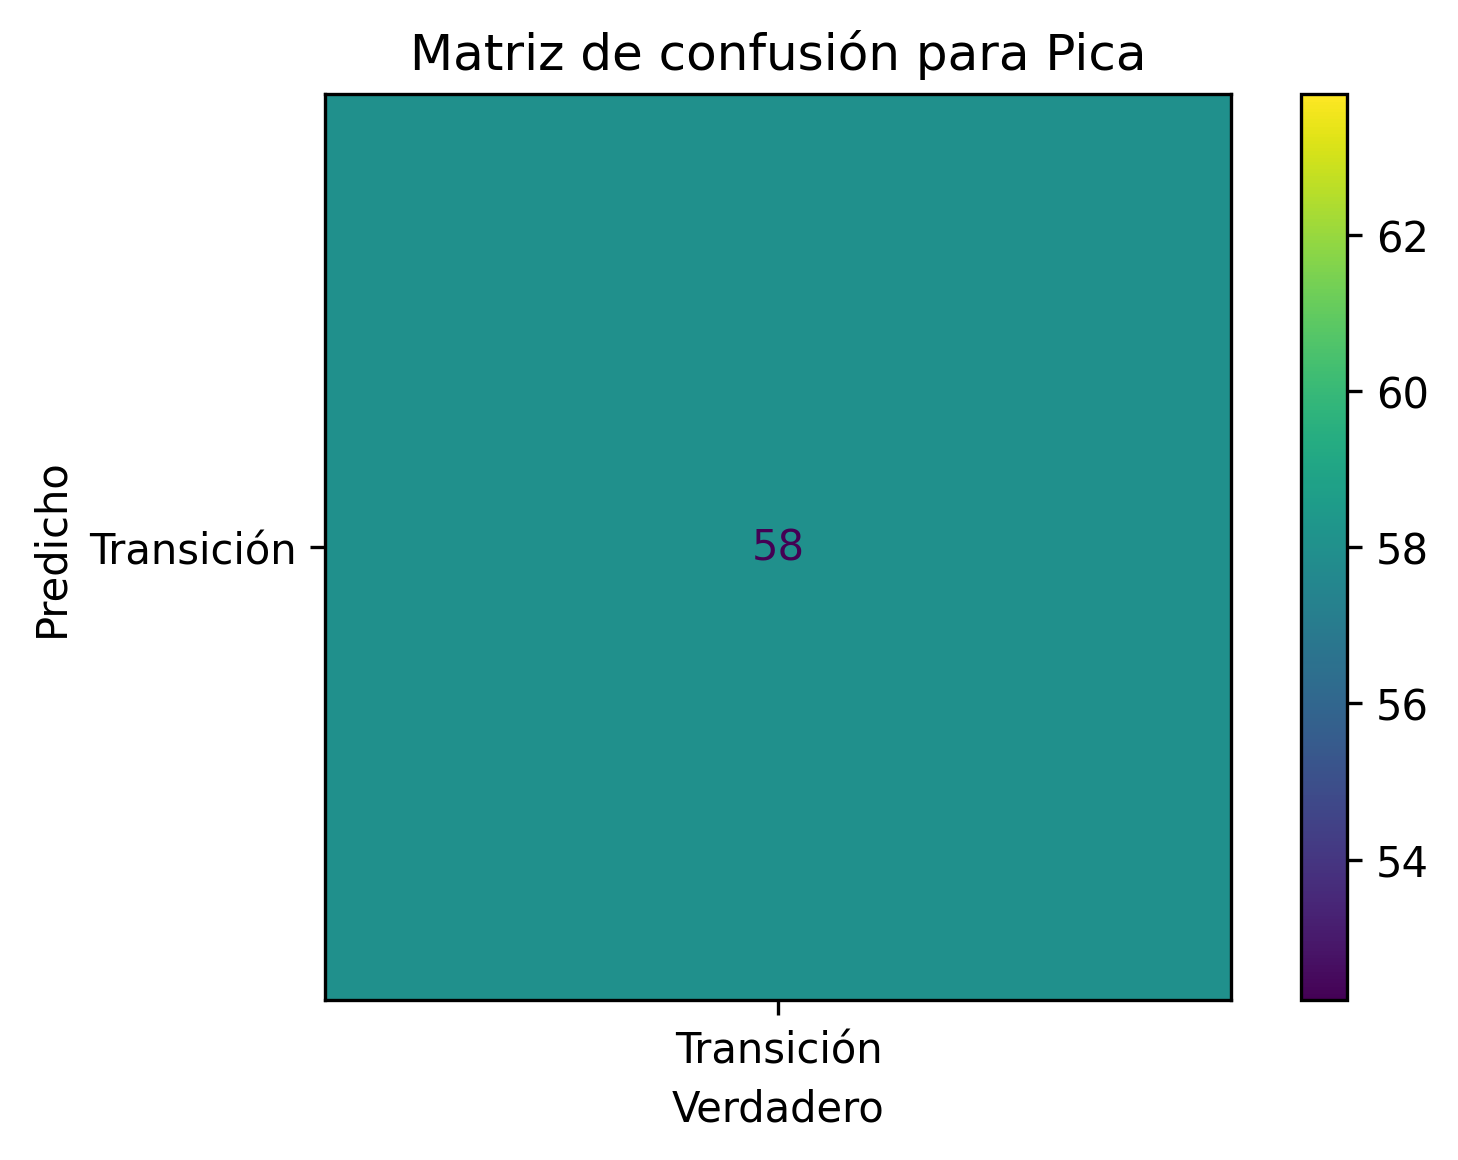 Matriz de confusión para Pica
Predicho
Transición
58
Transición
Verdadero
62
60
58
56
54